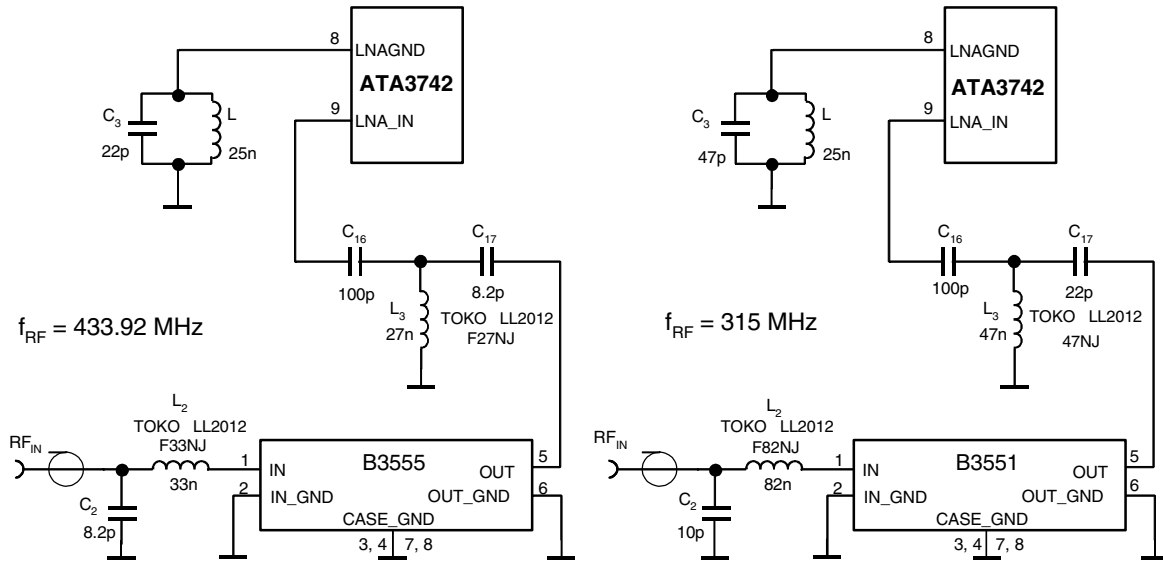 8
LNAGND
ATA3742
9
LNA_IN
C3
22p
L
25n
C16
100p
C17
8.2p
L3
27n
TOKO LL2012
F27NJ
fRF = 433.92 MHz
L2
TOKO LL2012
F33NJ
33n
RFIN
C2
8.2p
1
IN
2
IN_GND
B3555
OUT
5
OUT_GND
6
CASE_GND
3, 4
7, 8
8
LNAGND
ATA3742
9
LNA_IN
C3
47p
L
25n
C16
100p
C17
22p
L3
47n
TOKO LL2012
47NJ
fRF = 315 MHz
L2
TOKO LL2012
F82NJ
82n
RFIN
C2
10p
1
IN
2
IN_GND
B3551
OUT
5
OUT_GND
6
CASE_GND
3, 4
7, 8